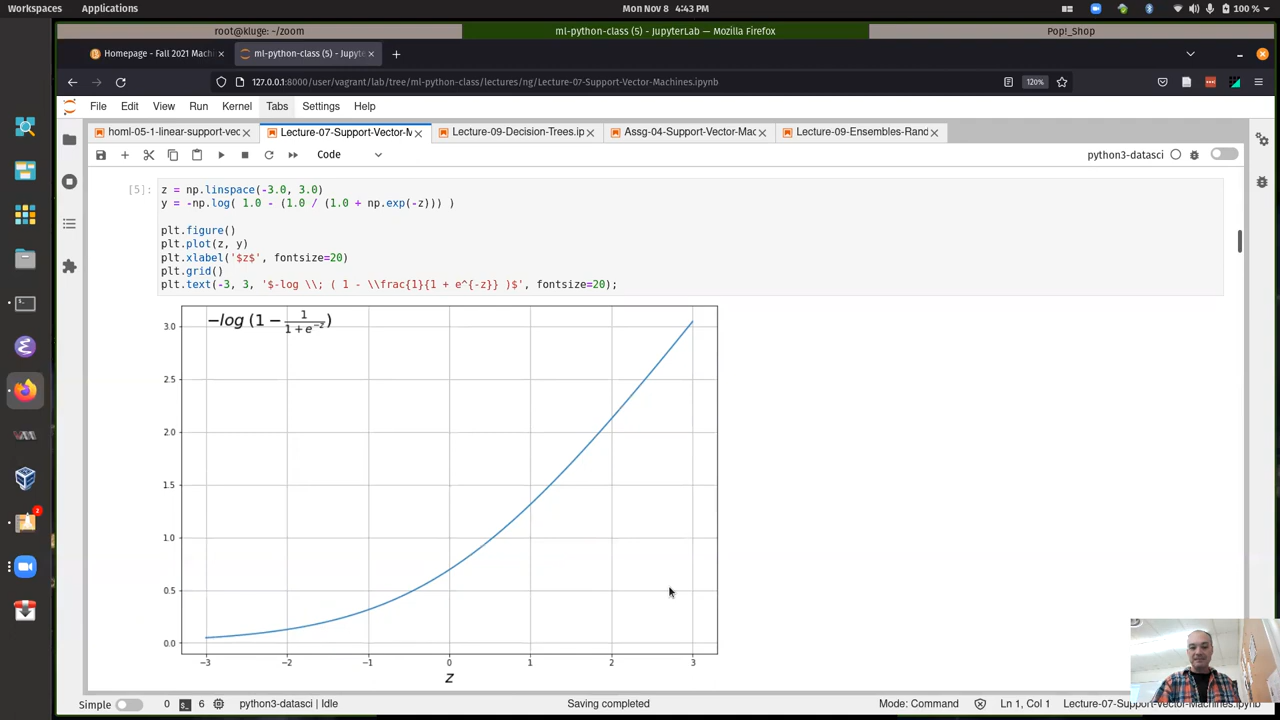 Workspaces Applications Mon Nov 8 4:43 PM 100 %
root@kluge: ~/zoom ml-python-class (5) - JupyterLab — Mozilla Firefox Pop!_Shop
Homepage - Fall 2021 Machi ml-python-class (5) - Jupyte
127.0.0.1:8000/user/vagrant/lab/tree/ml-python-class/lectures/ng/Lecture-07-Support-Vector-Machines.ipynb 120%
File Edit View Run Kernel Tabs Settings Help
homl-05-1-linear-support-vec Lecture-07-Support-Vector-M Lecture-09-Decision-Trees.ip Assg-04-Support-Vector-Mac Lecture-09-Ensembles-Rand
Code python3-datasci
[5]: z = np.linspace(-3.0, 3.0)
y = -np.log( 1.0 - (1.0 / (1.0 + np.exp(-z))) )
plt.figure()
plt.plot(z, y)
plt.xlabel('$z$', fontsize=20)
plt.grid()
plt.text(-3, 3, '$-log \\; ( 1 - \\frac{1}{1 + e^{-z}} )$', fontsize=20);
−log (1 − 1/(1 + e^−z))
3.0
2.5
2.0
1.5
1.0
0.5
0.0
−3 −2 −1 0 1 2 3
z
2
Simple 0 6 python3-datasci | Idle Saving completed Mode: Command Ln 1, Col 1 Lecture-07-Support-Vector-Machines.ipynb